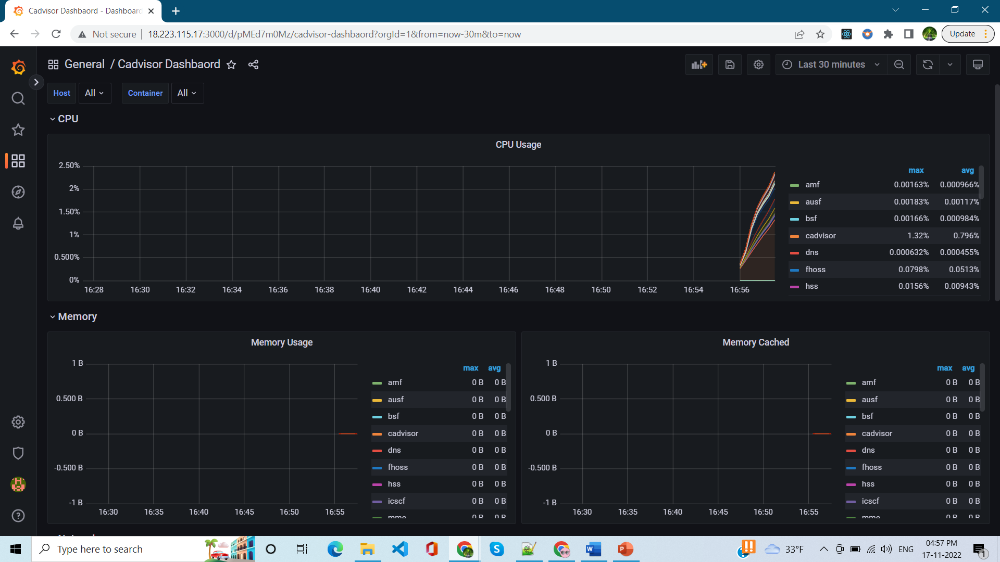 Cadvisor Dashbaord - Dashboard
Not secure
18.223.115.17:3000/d/pMEd7m0Mz/cadvisor-dashbaord?orgId=1&from=now-30m&to=now
Update
General / Cadvisor Dashbaord
Last 30 minutes
Host All Container All
CPU
CPU Usage
2.50%
2%
1.50%
1%
0.500%
0%
16:28 16:30 16:32 16:34 16:36 16:38 16:40 16:42 16:44 16:46 16:48 16:50 16:52 16:54 16:56
max avg
amf 0.00163% 0.000966%
ausf 0.00183% 0.00117%
bsf 0.00166% 0.000984%
cadvisor 1.32% 0.796%
dns 0.000632% 0.000455%
fhoss 0.0798% 0.0513%
hss 0.0156% 0.00943%
Memory
Memory Usage
1 B
0.500 B
0 B
-0.500 B
-1 B
16:30 16:35 16:40 16:45 16:50 16:55
max avg
amf 0 B 0 B
ausf 0 B 0 B
bsf 0 B 0 B
cadvisor 0 B 0 B
dns 0 B 0 B
fhoss 0 B 0 B
hss 0 B 0 B
icscf 0 B 0 B
mme 0 B 0 B
Memory Cached
1 B
0.500 B
0 B
-0.500 B
-1 B
16:30 16:35 16:40 16:45 16:50 16:55
max avg
amf 0 B 0 B
ausf 0 B 0 B
bsf 0 B 0 B
cadvisor 0 B 0 B
dns 0 B 0 B
fhoss 0 B 0 B
hss 0 B 0 B
icscf 0 B 0 B
mme 0 B 0 B
Type here to search
33°F
ENG
04:57 PM
17-11-2022
1